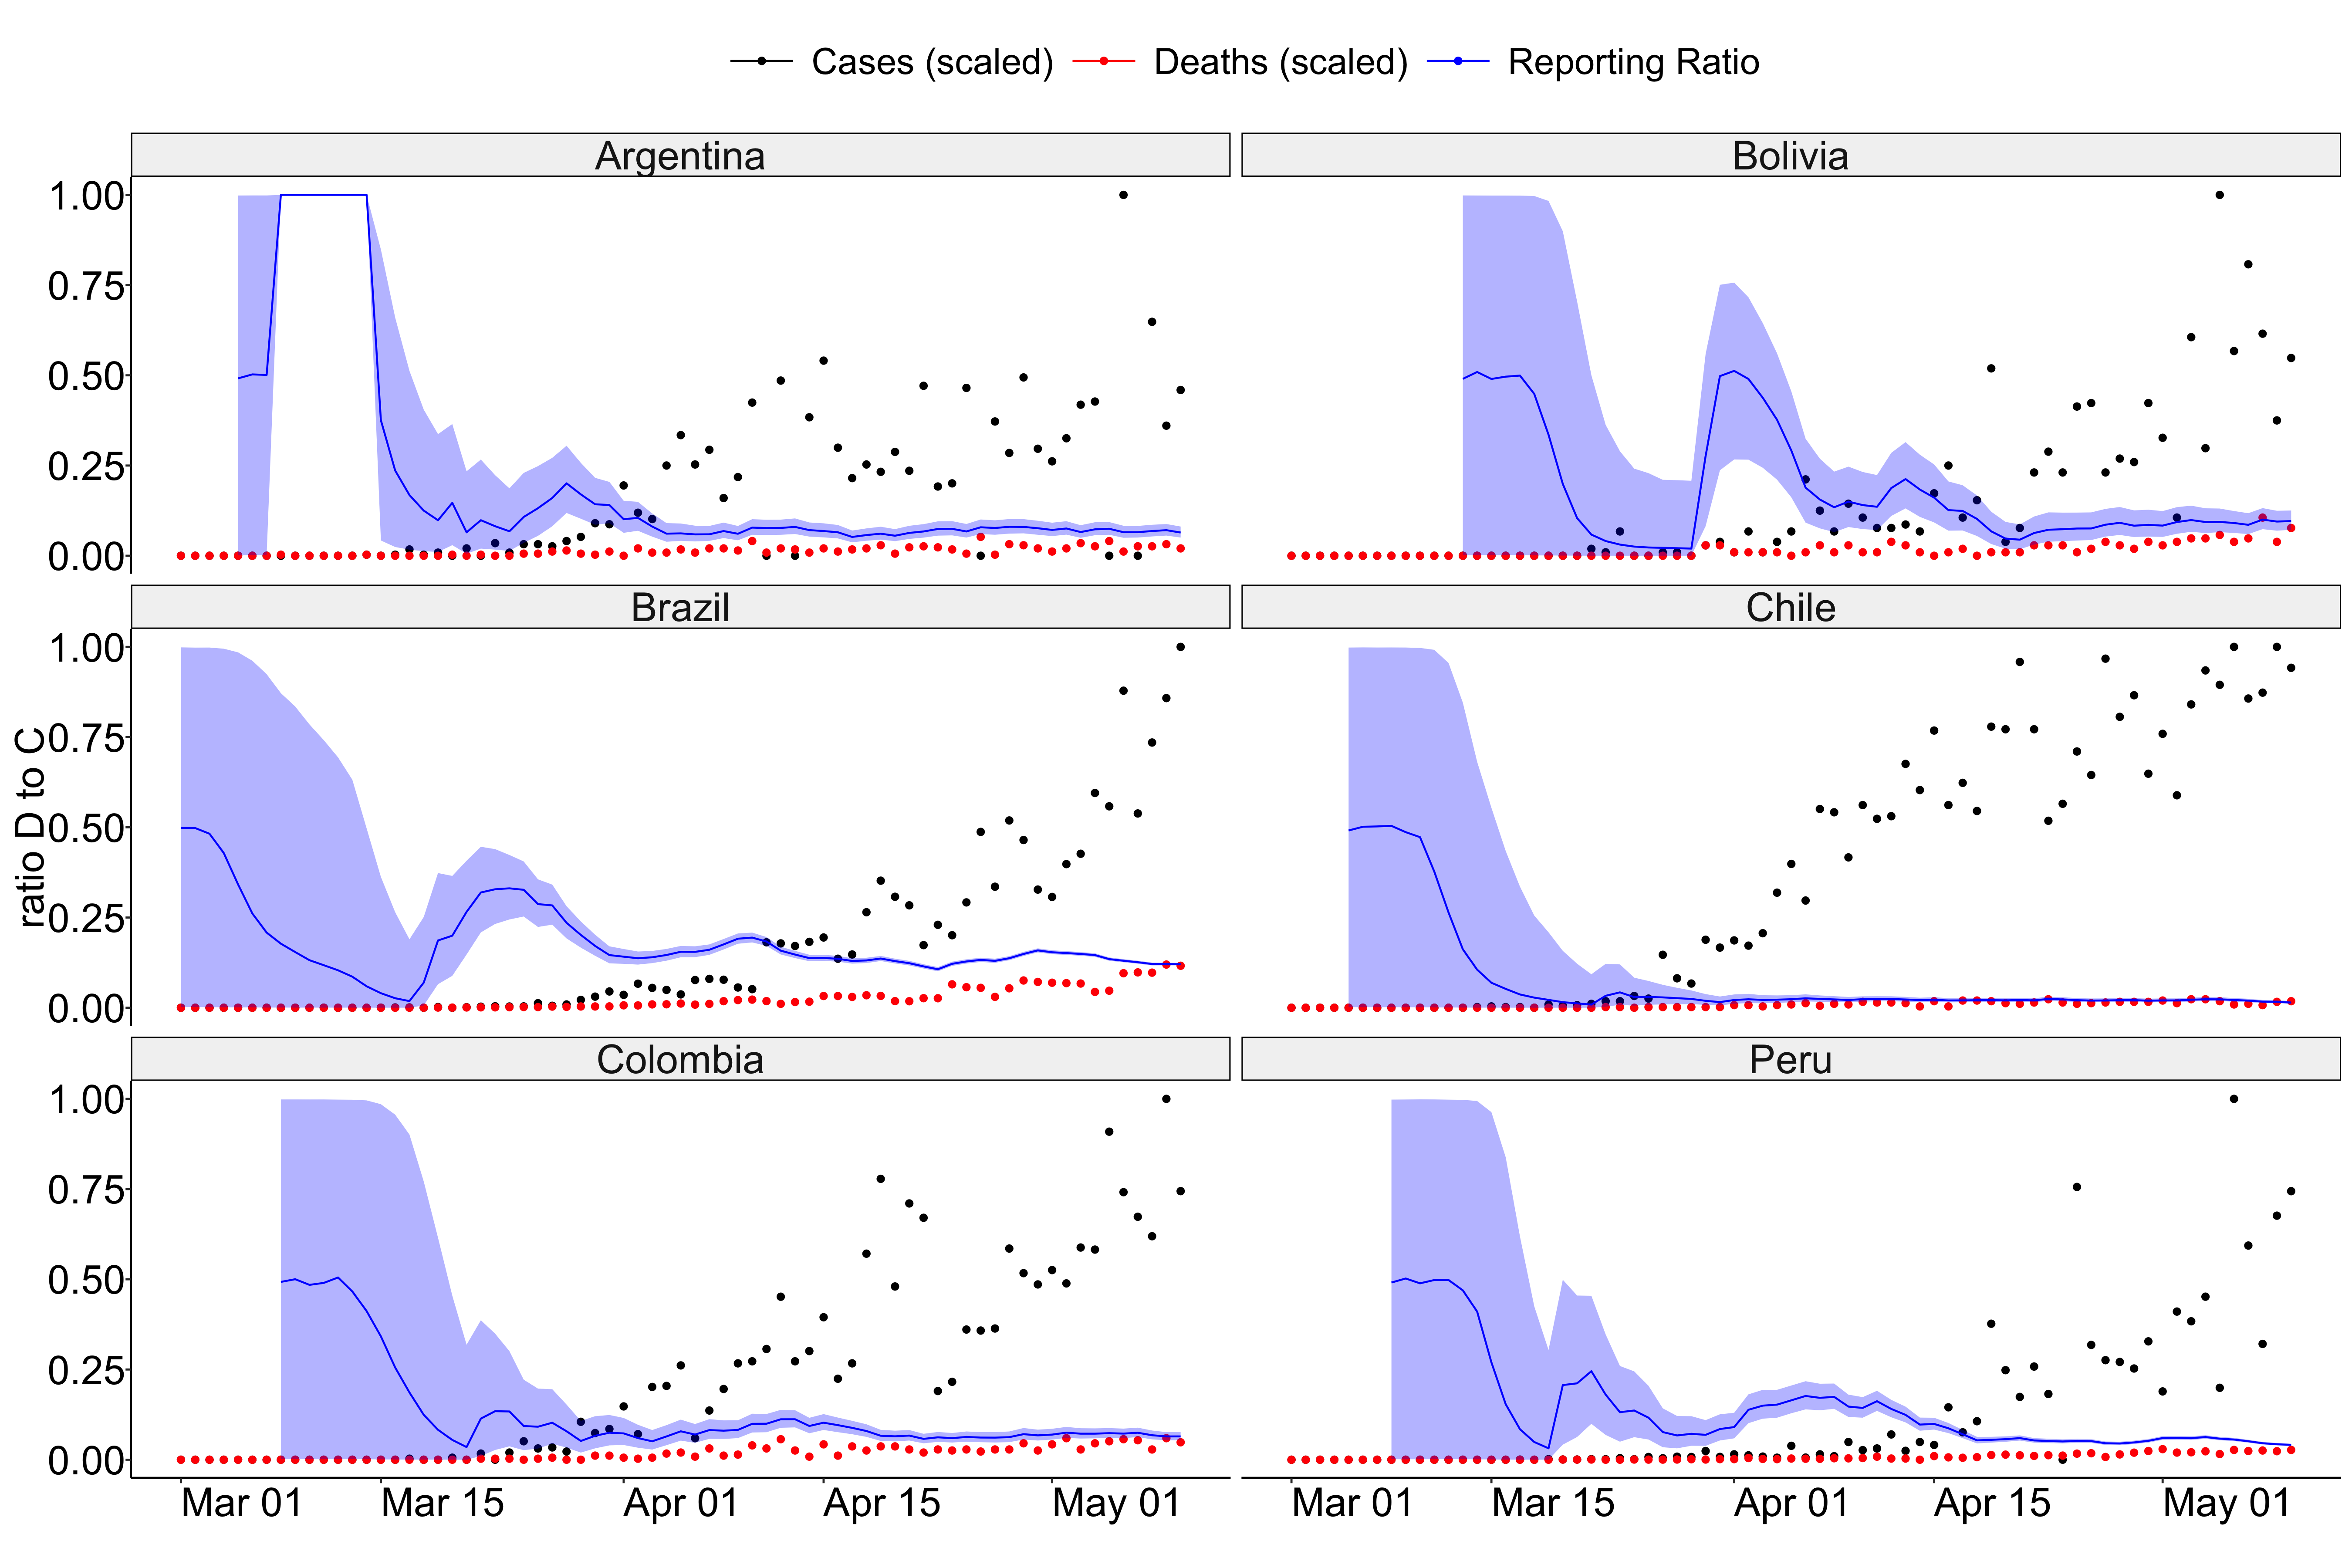 Cases (scaled) Deaths (scaled) Reporting Ratio
Argentina Bolivia
1.00
0.75
0.50
0.25
0.00
Brazil Chile
1.00
0.75
0.50
0.25
0.00
ratio D to C
Colombia Peru
1.00
0.75
0.50
0.25
0.00
Mar 01 Mar 15 Apr 01 Apr 15 May 01 Mar 01 Mar 15 Apr 01 Apr 15 May 01